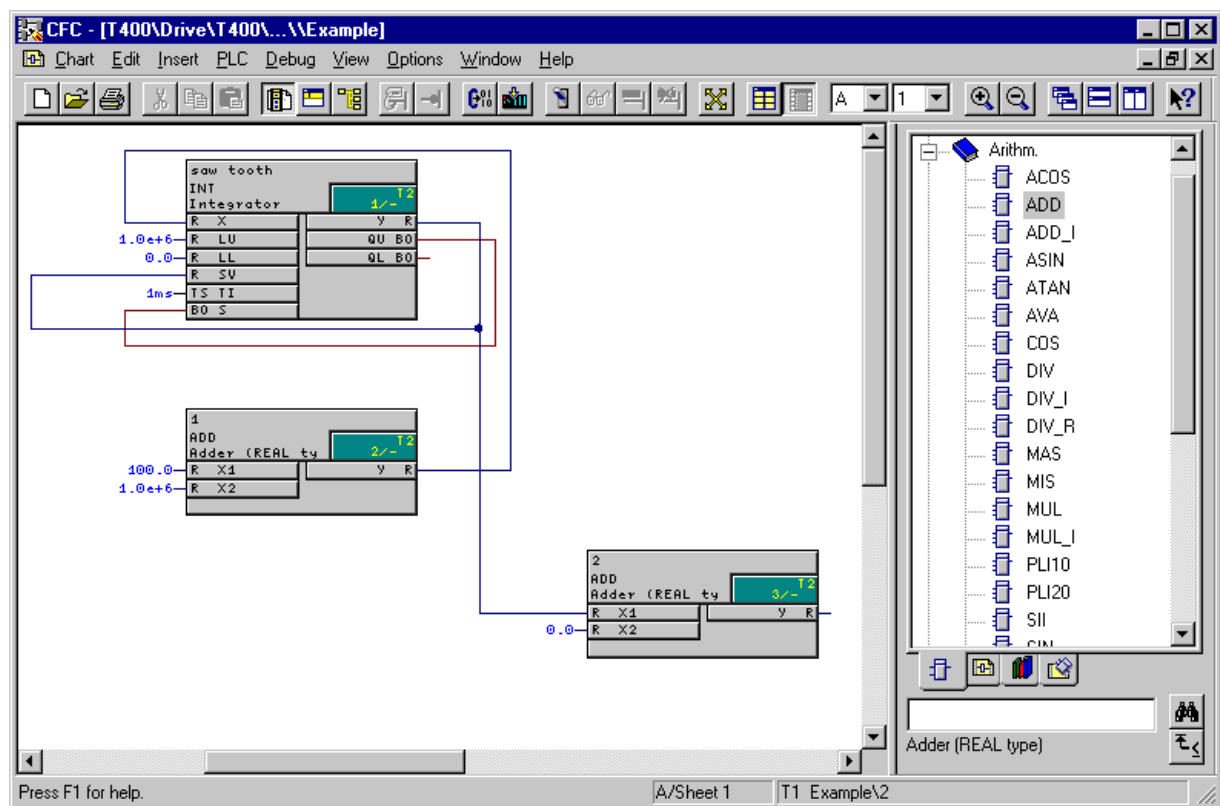 CFC - [T400\Drive\T400\...\\Example]
Chart Edit Insert PLC Debug View Options Window Help
A 1
saw tooth
INT
Integrator
T2
1/-
R X
Y R
1.0e+6 R LU
QU BO
0.0 R LL
QL BO
R SV
1ms TS TI
BO S
1
ADD
Adder (REAL ty
T2
2/-
100.0 R X1
Y R
1.0e+6 R X2
2
ADD
Adder (REAL ty
T2
3/-
R X1
Y R
0.0 R X2
Arithm.
ACOS
ADD
ADD_I
ASIN
ATAN
AVA
COS
DIV
DIV_I
DIV_R
MAS
MIS
MUL
MUL_I
PLI10
PLI20
SII
SIN
Adder (REAL type)
Press F1 for help.
A/Sheet 1
T1 Example\2